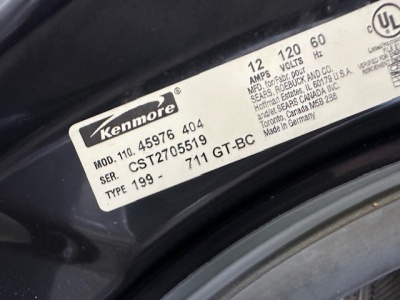 Kenmore
MOD. 110. 45976 404
SER. CST2705519
TYPE 199 - 711 GT-BC
12 120 60
AMPS VOLTS Hz
MFD. for/Fab. pour
SEARS, ROEBUCK AND CO.
Hoffman Estates, IL 60179 U.S.A.
and/et SEARS CANADA INC.
Toronto, Canada M5B 2B8
Made in Germany
UL